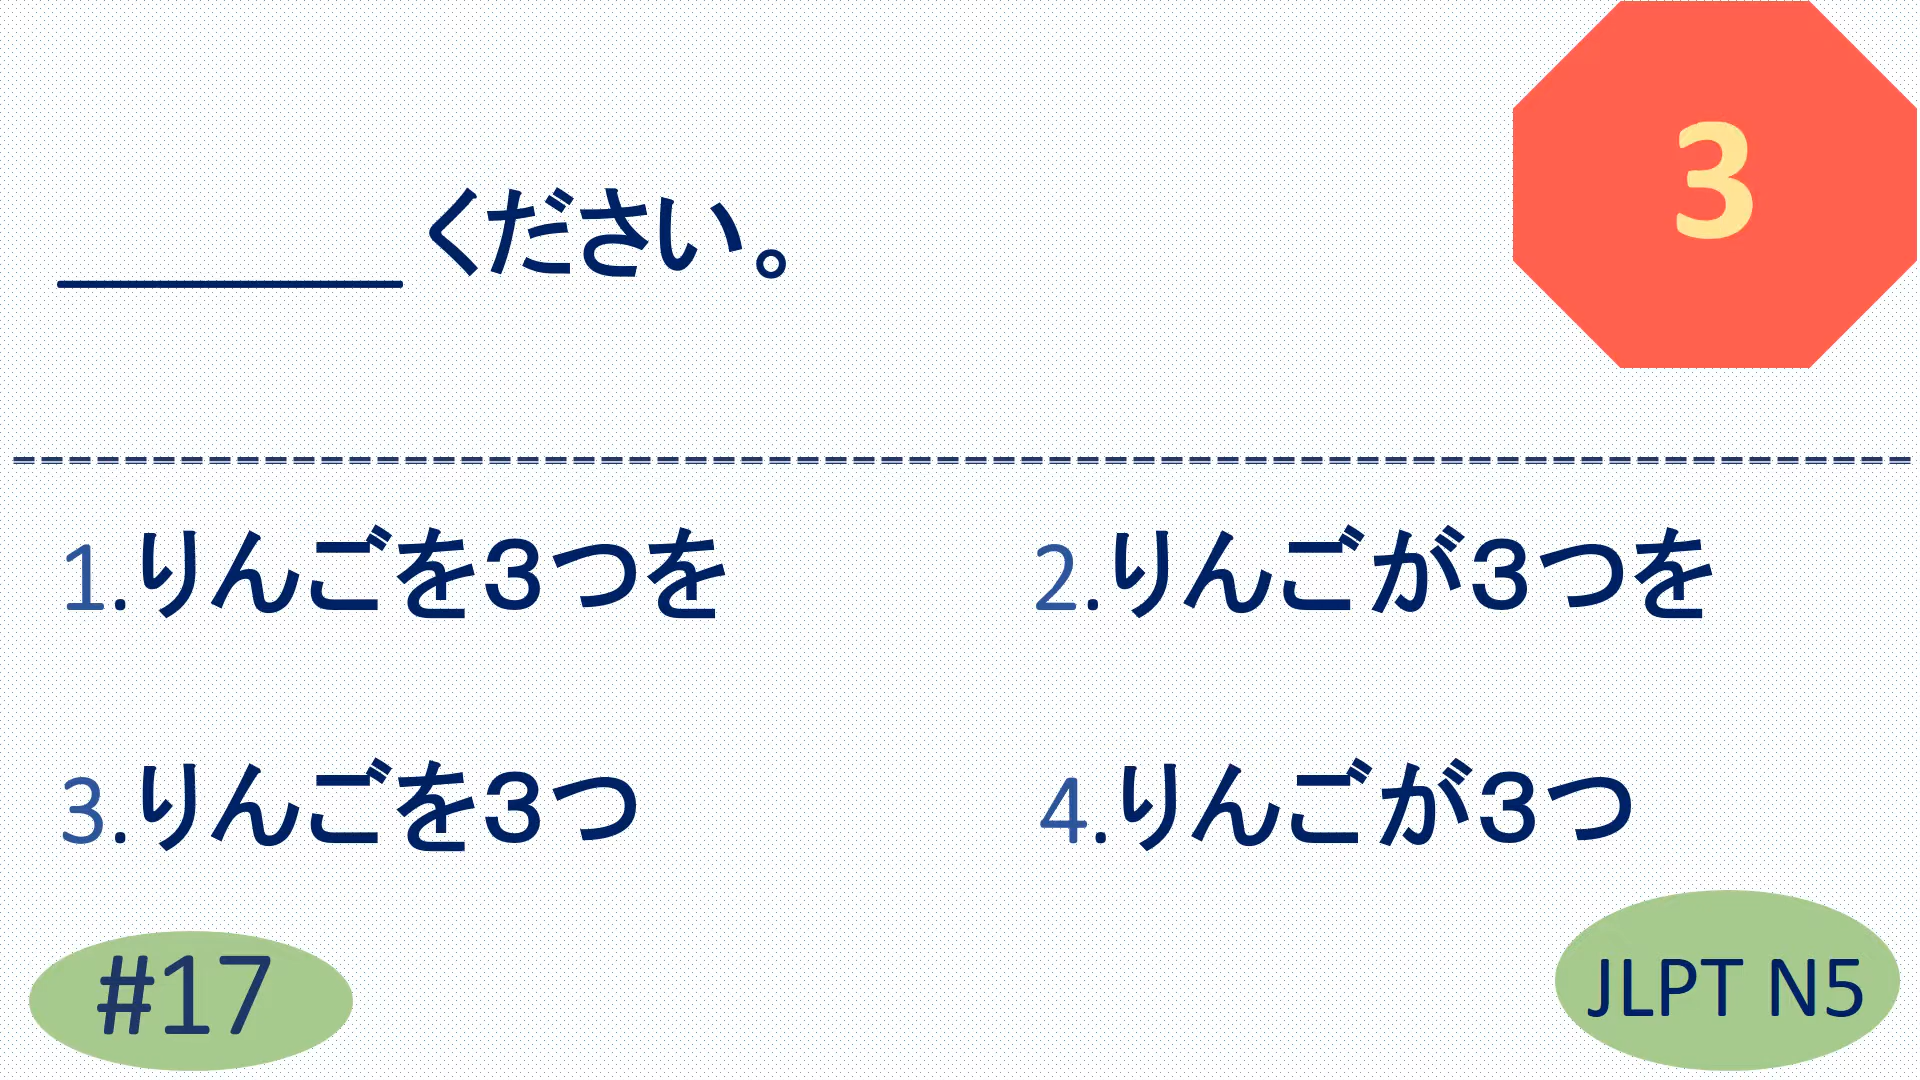 3
______ください。
1.りんごを３つを
2.りんごが３つを
3.りんごを３つ
4.りんごが３つ
#17
JLPT N5